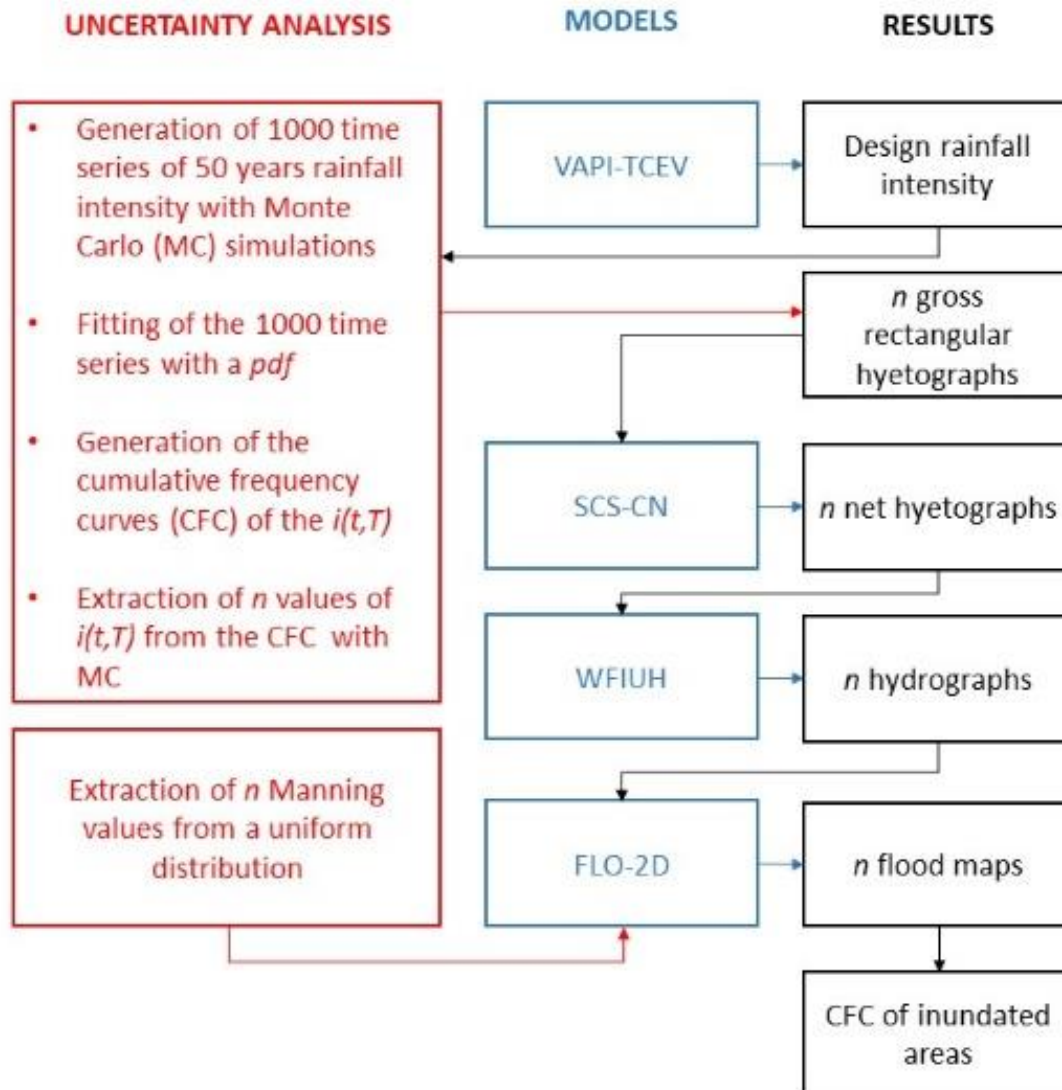 UNCERTAINTY ANALYSIS
MODELS
RESULTS
• Generation of 1000 time
series of 50 years rainfall
intensity with Monte
Carlo (MC) simulations
• Fitting of the 1000 time
series with a pdf
• Generation of the
cumulative frequency
curves (CFC) of the i(t,T)
• Extraction of n values of
i(t,T) from the CFC with
MC
Extraction of n Manning
values from a uniform
distribution
VAPI-TCEV
Design rainfall
intensity
n gross
rectangular
hyetographs
SCS-CN
n net hyetographs
WFIUH
n hydrographs
FLO-2D
n flood maps
CFC of inundated
areas